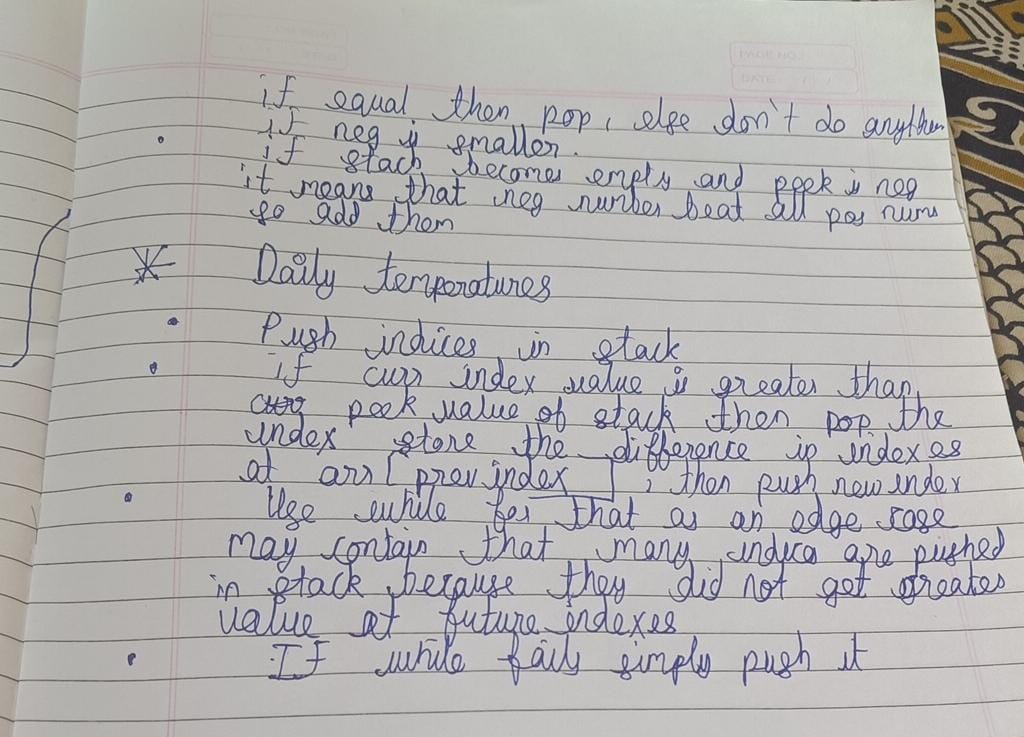 PAGE NO.:
DATE: / /
if equal then pop, else don't do anythin
if neg is smaller.
if stack becomes empty and peek is neg
it means that neg number beat all pos nums
so add them
Daily temperatures
Push indices in stack
if curr index value is greater than
peek value of stack then pop the
index store the difference in indexes
at arr[prev index ], then push new index
Use while for that as an edge case
may contain that many indices are pushed
in stack because they did not get greater
value at future indexes
If while fails simply push it